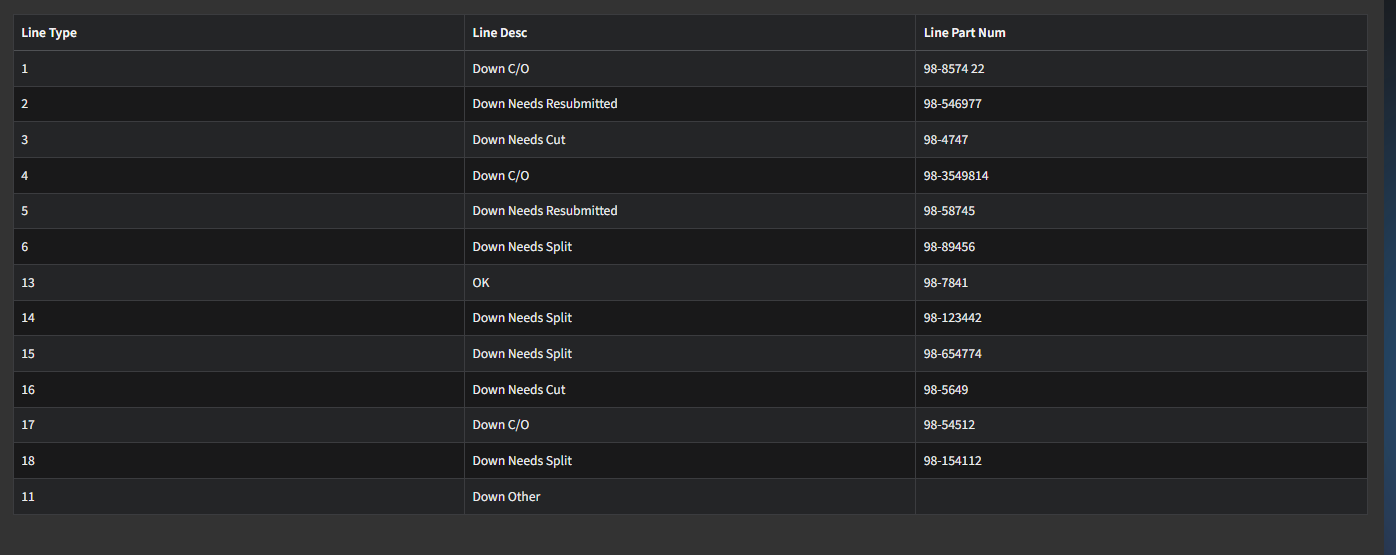 Line Type Line Desc Line Part Num
1 Down C/O 98-8574 22
2 Down Needs Resubmitted 98-546977
3 Down Needs Cut 98-4747
4 Down C/O 98-3549814
5 Down Needs Resubmitted 98-58745
6 Down Needs Split 98-89456
13 OK 98-7841
14 Down Needs Split 98-123442
15 Down Needs Split 98-654774
16 Down Needs Cut 98-5649
17 Down C/O 98-54512
18 Down Needs Split 98-154112
11 Down Other